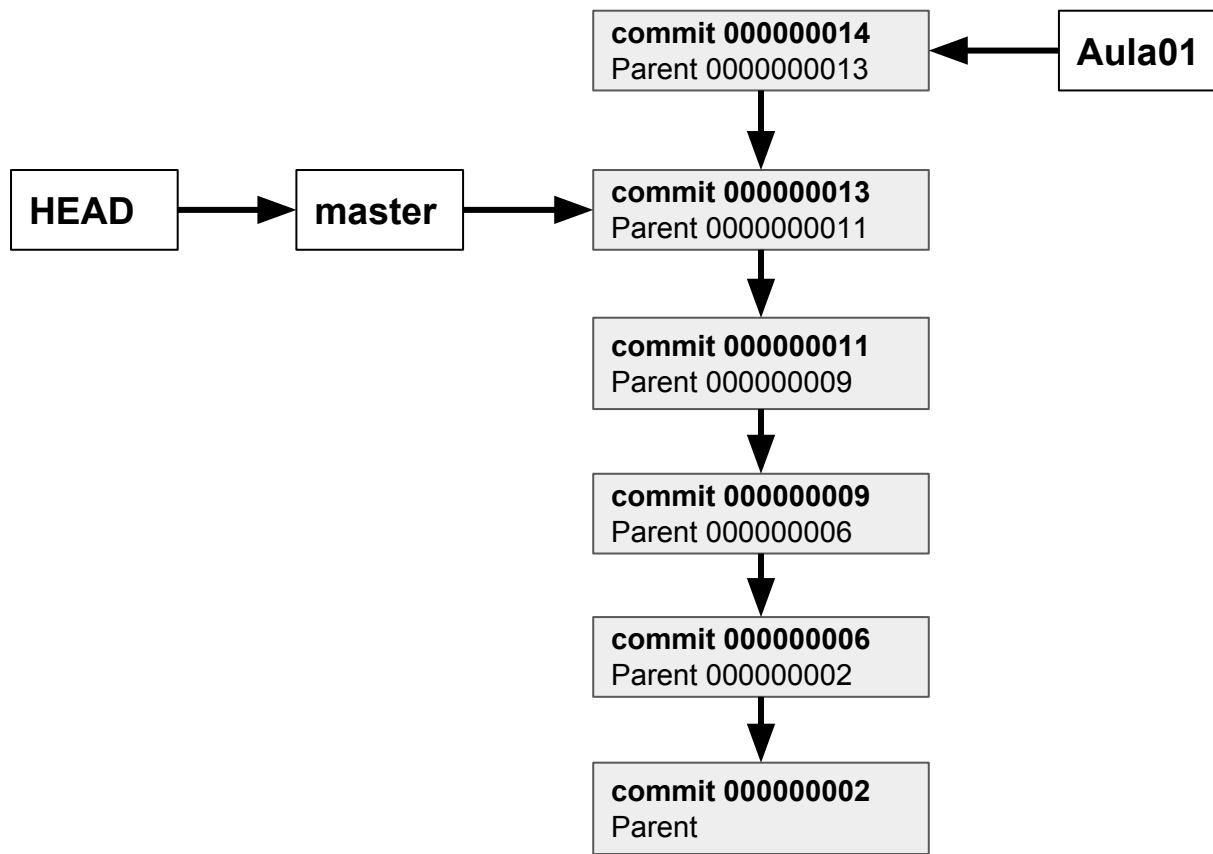 commit 000000014
Parent 0000000013
Aula01
HEAD
master
commit 000000013
Parent 0000000011
commit 000000011
Parent 000000009
commit 000000009
Parent 000000006
commit 000000006
Parent 000000002
commit 000000002
Parent